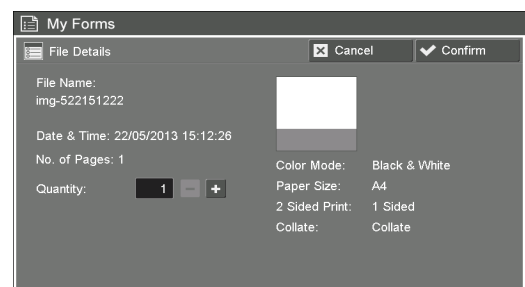 My Forms
File Details
Cancel
Confirm
File Name:
img-522151222
Date & Time: 22/05/2013 15:12:26
No. of Pages: 1
Quantity: 1 - +
Color Mode: Black & White
Paper Size: A4
2 Sided Print: 1 Sided
Collate: Collate